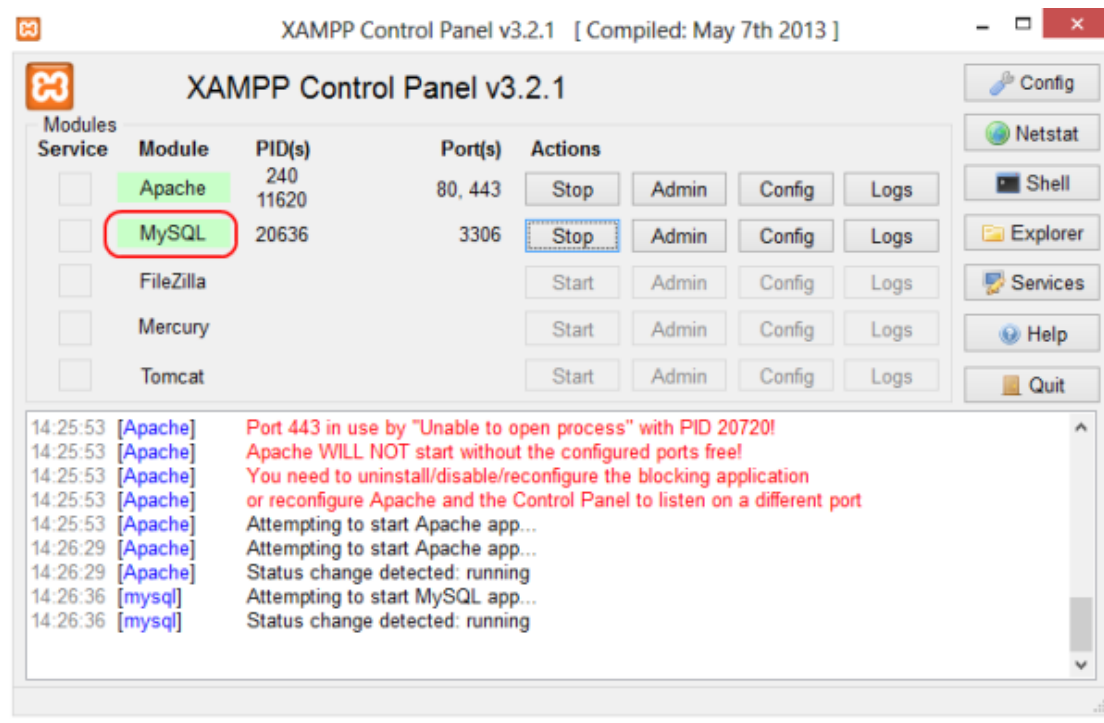 XAMPP Control Panel v3.2.1 [ Compiled: May 7th 2013 ]
XAMPP Control Panel v3.2.1
Config
Modules
Netstat
Service Module PID(s) Port(s) Actions
Apache 240 11620 80, 443 Stop Admin Config Logs
Shell
MySQL 20636 3306 Stop Admin Config Logs
Explorer
FileZilla Start Admin Config Logs
Services
Mercury Start Admin Config Logs
Help
Tomcat Start Admin Config Logs
Quit
14:25:53 [Apache] Port 443 in use by "Unable to open process" with PID 20720!
14:25:53 [Apache] Apache WILL NOT start without the configured ports free!
14:25:53 [Apache] You need to uninstall/disable/reconfigure the blocking application
14:25:53 [Apache] or reconfigure Apache and the Control Panel to listen on a different port
14:25:53 [Apache] Attempting to start Apache app...
14:26:29 [Apache] Attempting to start Apache app...
14:26:29 [Apache] Status change detected: running
14:26:36 [mysql] Attempting to start MySQL app...
14:26:36 [mysql] Status change detected: running